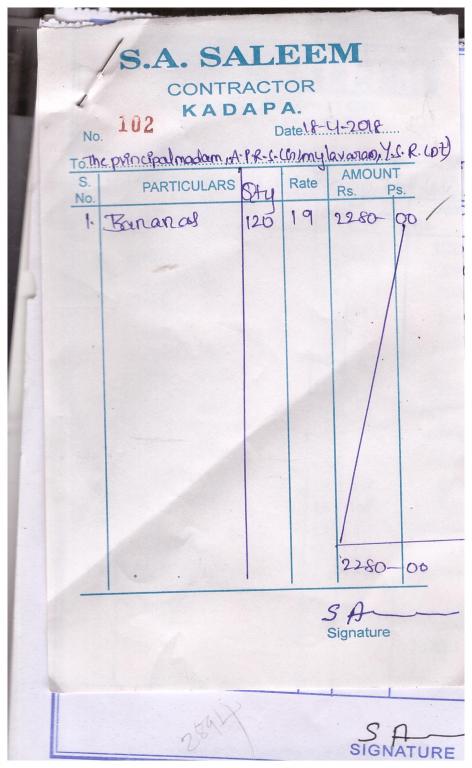 S.A. SALEEM
CONTRACTOR
KADAPA.
No. 102
Date 18-4-2018
To The principal madam, A.P.R.S. (G) mylavaram, Y.S.R. (DT)
S. No. PARTICULARS Qty Rate AMOUNT Rs. Ps.
1. Bananas 120 19 2280- 00
2280-00
SA
Signature
2894
SA
SIGNATURE